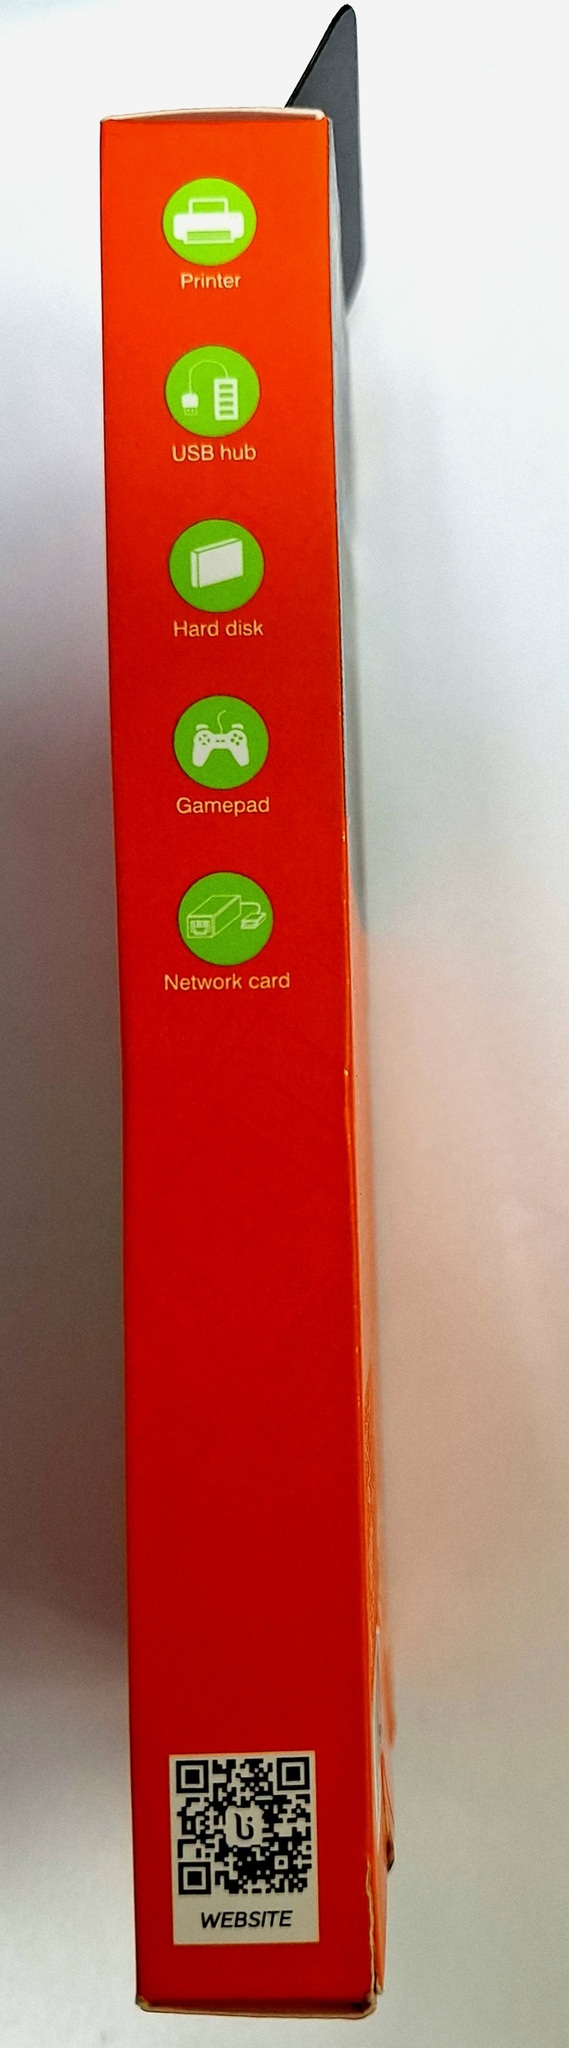 Printer
USB hub
Hard disk
Gamepad
Network card
WEBSITE